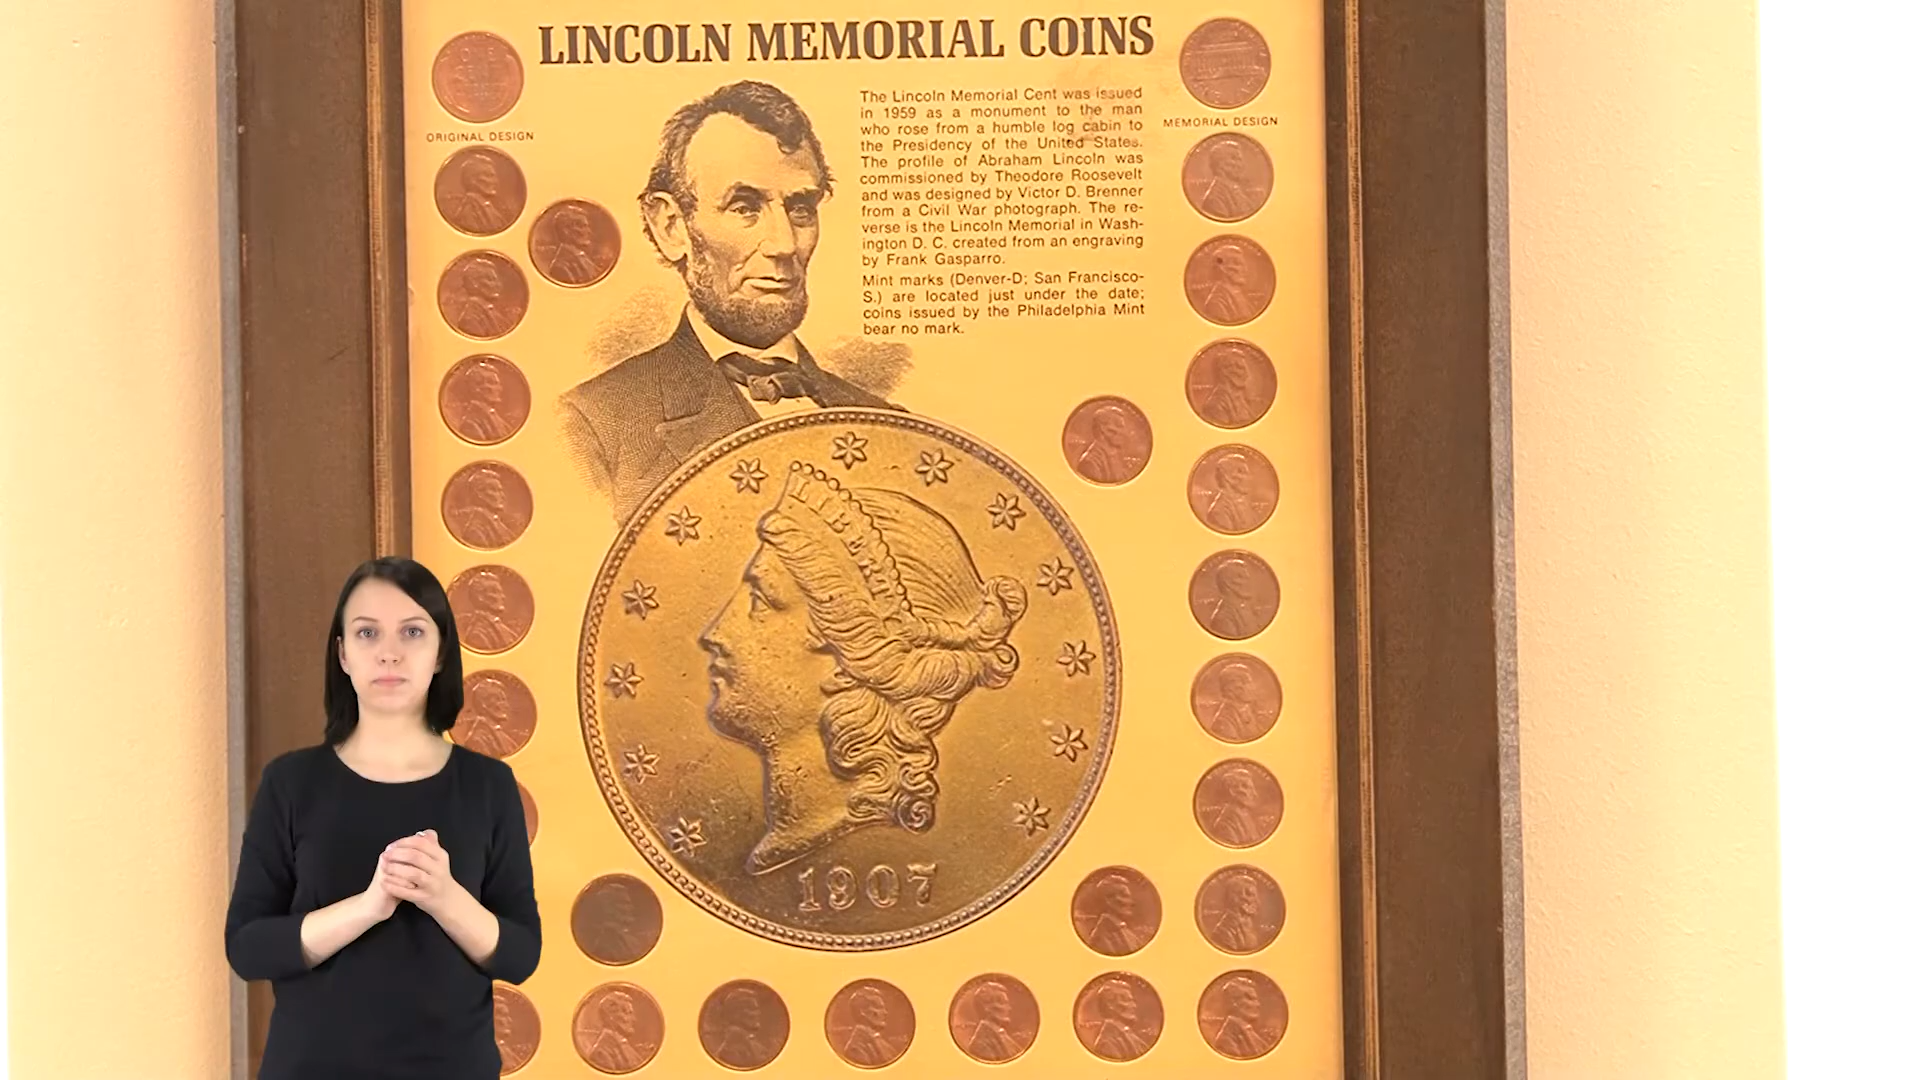 LINCOLN MEMORIAL COINS
ORIGINAL DESIGN
MEMORIAL DESIGN
The Lincoln Memorial Cent was issued
in 1959 as a monument to the man
who rose from a humble log cabin to
the Presidency of the United States.
The profile of Abraham Lincoln was
commissioned by Theodore Roosevelt
and was designed by Victor D. Brenner
from a Civil War photograph. The re-
verse is the Lincoln Memorial in Wash-
ington D. C. created from an engraving
by Frank Gasparro.
Mint marks (Denver-D; San Francisco-
S.) are located just under the date;
coins issued by the Philadelphia Mint
bear no mark.
LIBERTY
1907